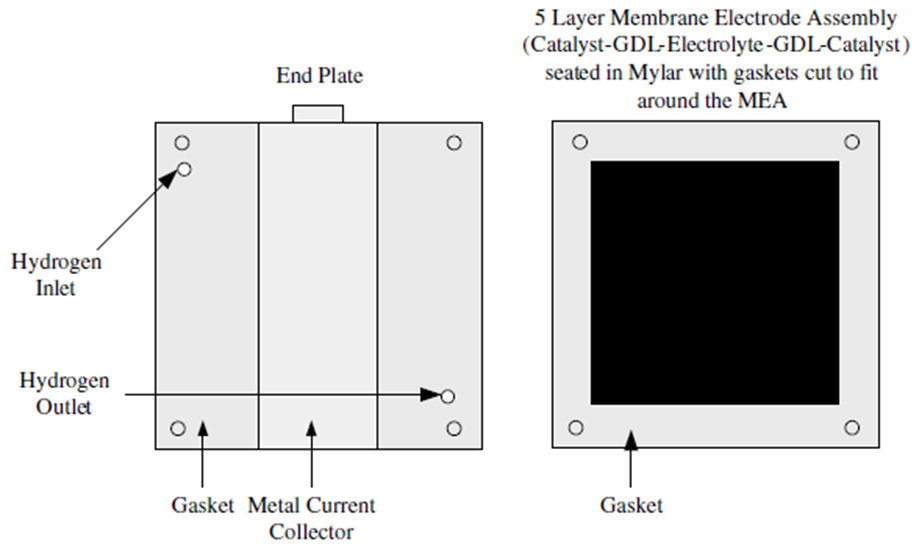 5 Layer Membrane Electrode Assembly
(Catalyst-GDL-Electrolyte-GDL-Catalyst)
seated in Mylar with gaskets cut to fit
around the MEA
End Plate
Hydrogen
Inlet
Hydrogen
Outlet
Gasket
Metal Current
Collector
Gasket